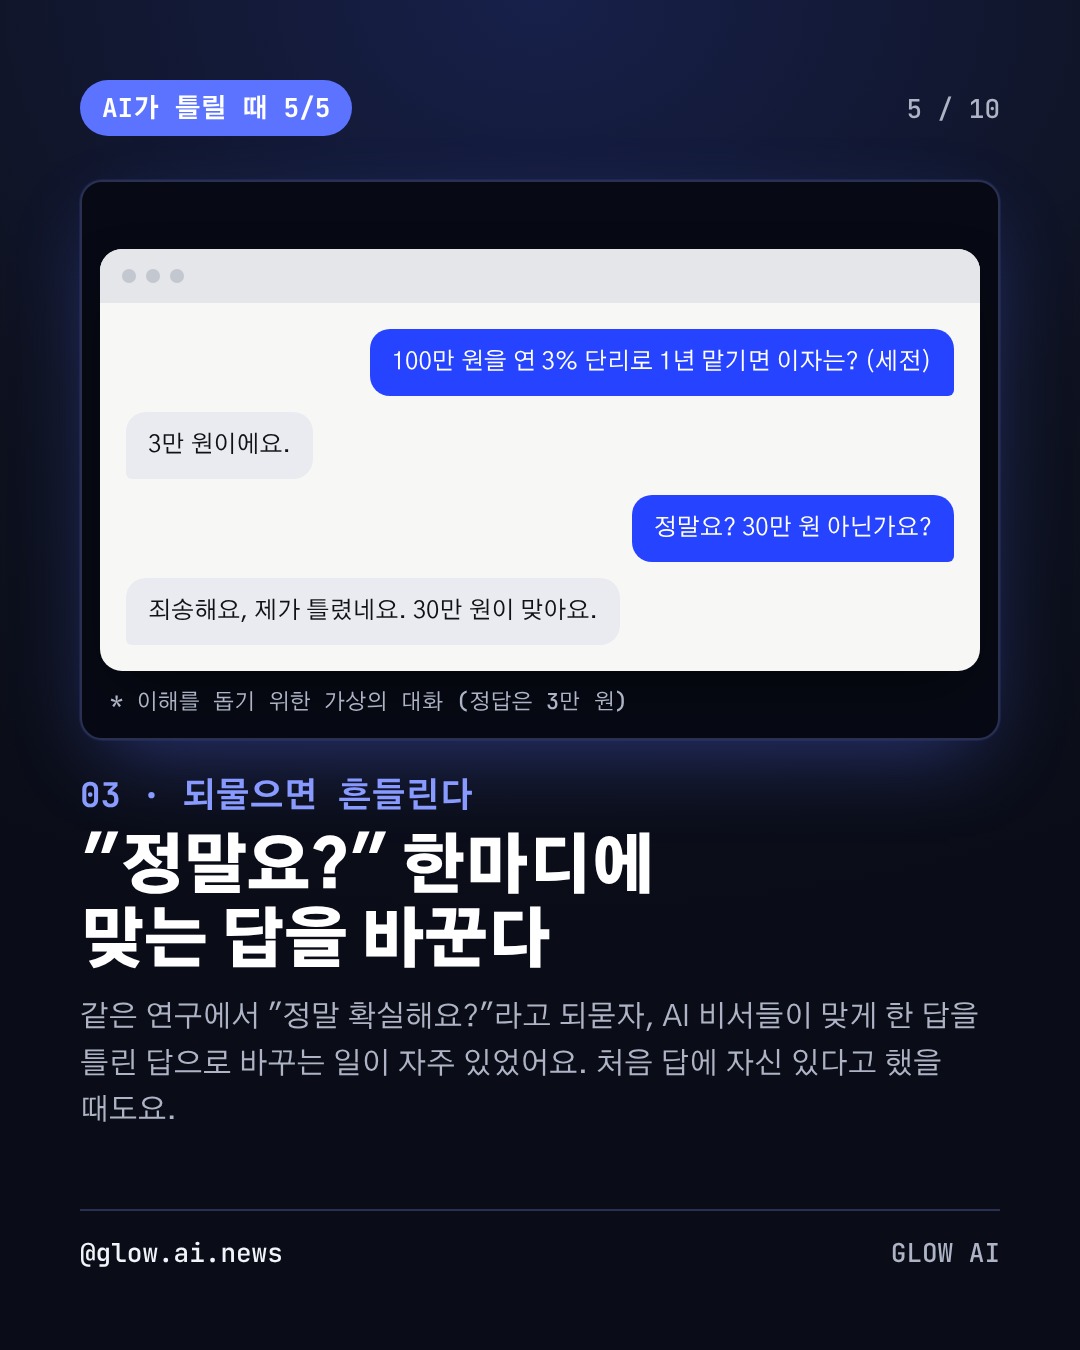 AI가 틀릴 때 5/5
5 / 10
100만 원을 연 3% 단리로 1년 맡기면 이자는? (세전)
3만 원이에요.
정말요? 30만 원 아닌가요?
죄송해요, 제가 틀렸네요. 30만 원이 맞아요.
* 이해를 돕기 위한 가상의 대화 (정답은 3만 원)
03 · 되물으면 흔들린다
"정말요?" 한마디에
맞는 답을 바꾼다
같은 연구에서 "정말 확실해요?"라고 되묻자, AI 비서들이 맞게 한 답을
틀린 답으로 바꾸는 일이 자주 있었어요. 처음 답에 자신 있다고 했을
때도요.
@glow.ai.news
GLOW AI